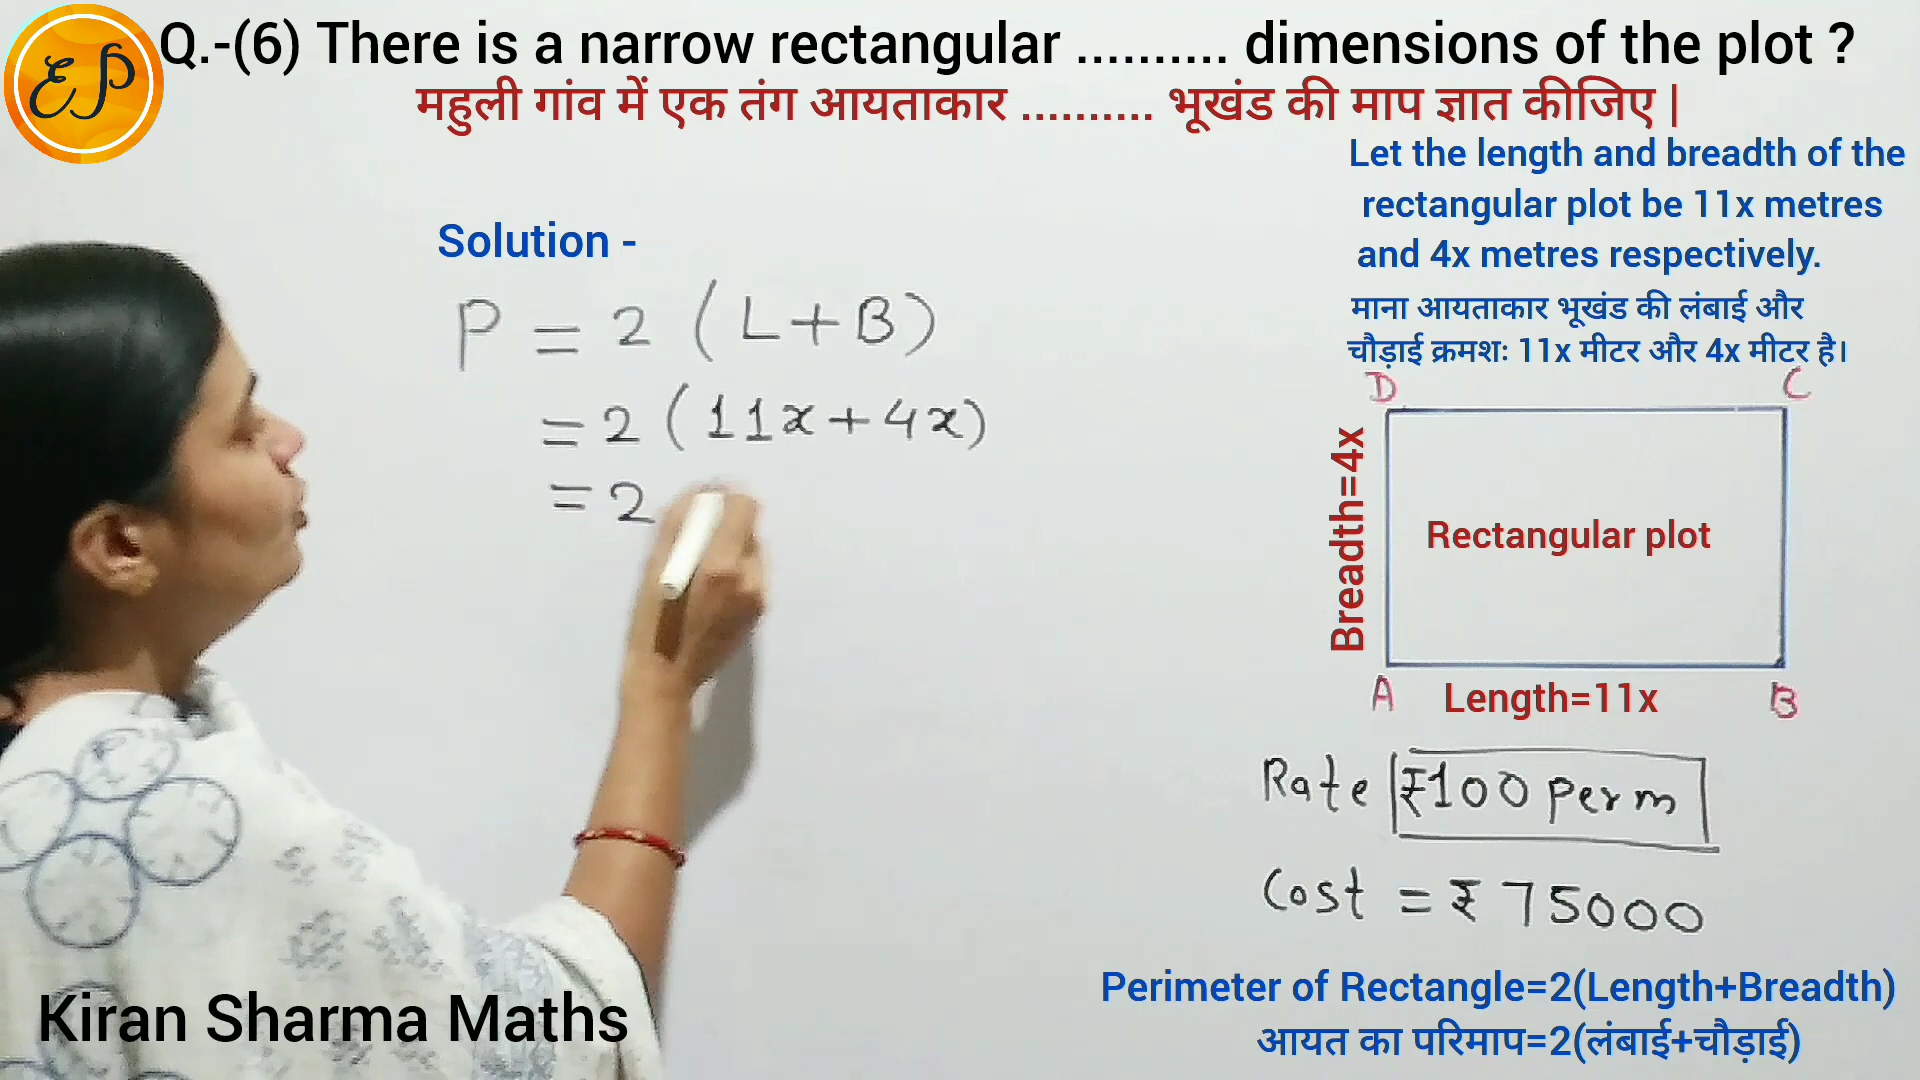 EP
Q.-(6) There is a narrow rectangular .......... dimensions of the plot ?
महुली गांव में एक तंग आयताकार .......... भूखंड की माप ज्ञात कीजिए |
Let the length and breadth of the
rectangular plot be 11x metres
and 4x metres respectively.
माना आयताकार भूखंड की लंबाई और
चौड़ाई क्रमशः 11x मीटर और 4x मीटर है।
Solution -
P = 2 (L+B)
= 2 (11x+4x)
= 2
D
C
Breadth=4x
Rectangular plot
A
Length=11x
B
Rate ₹100 per m
Cost = ₹ 75000
Perimeter of Rectangle=2(Length+Breadth)
आयत का परिमाप=2(लंबाई+चौड़ाई)
Kiran Sharma Maths